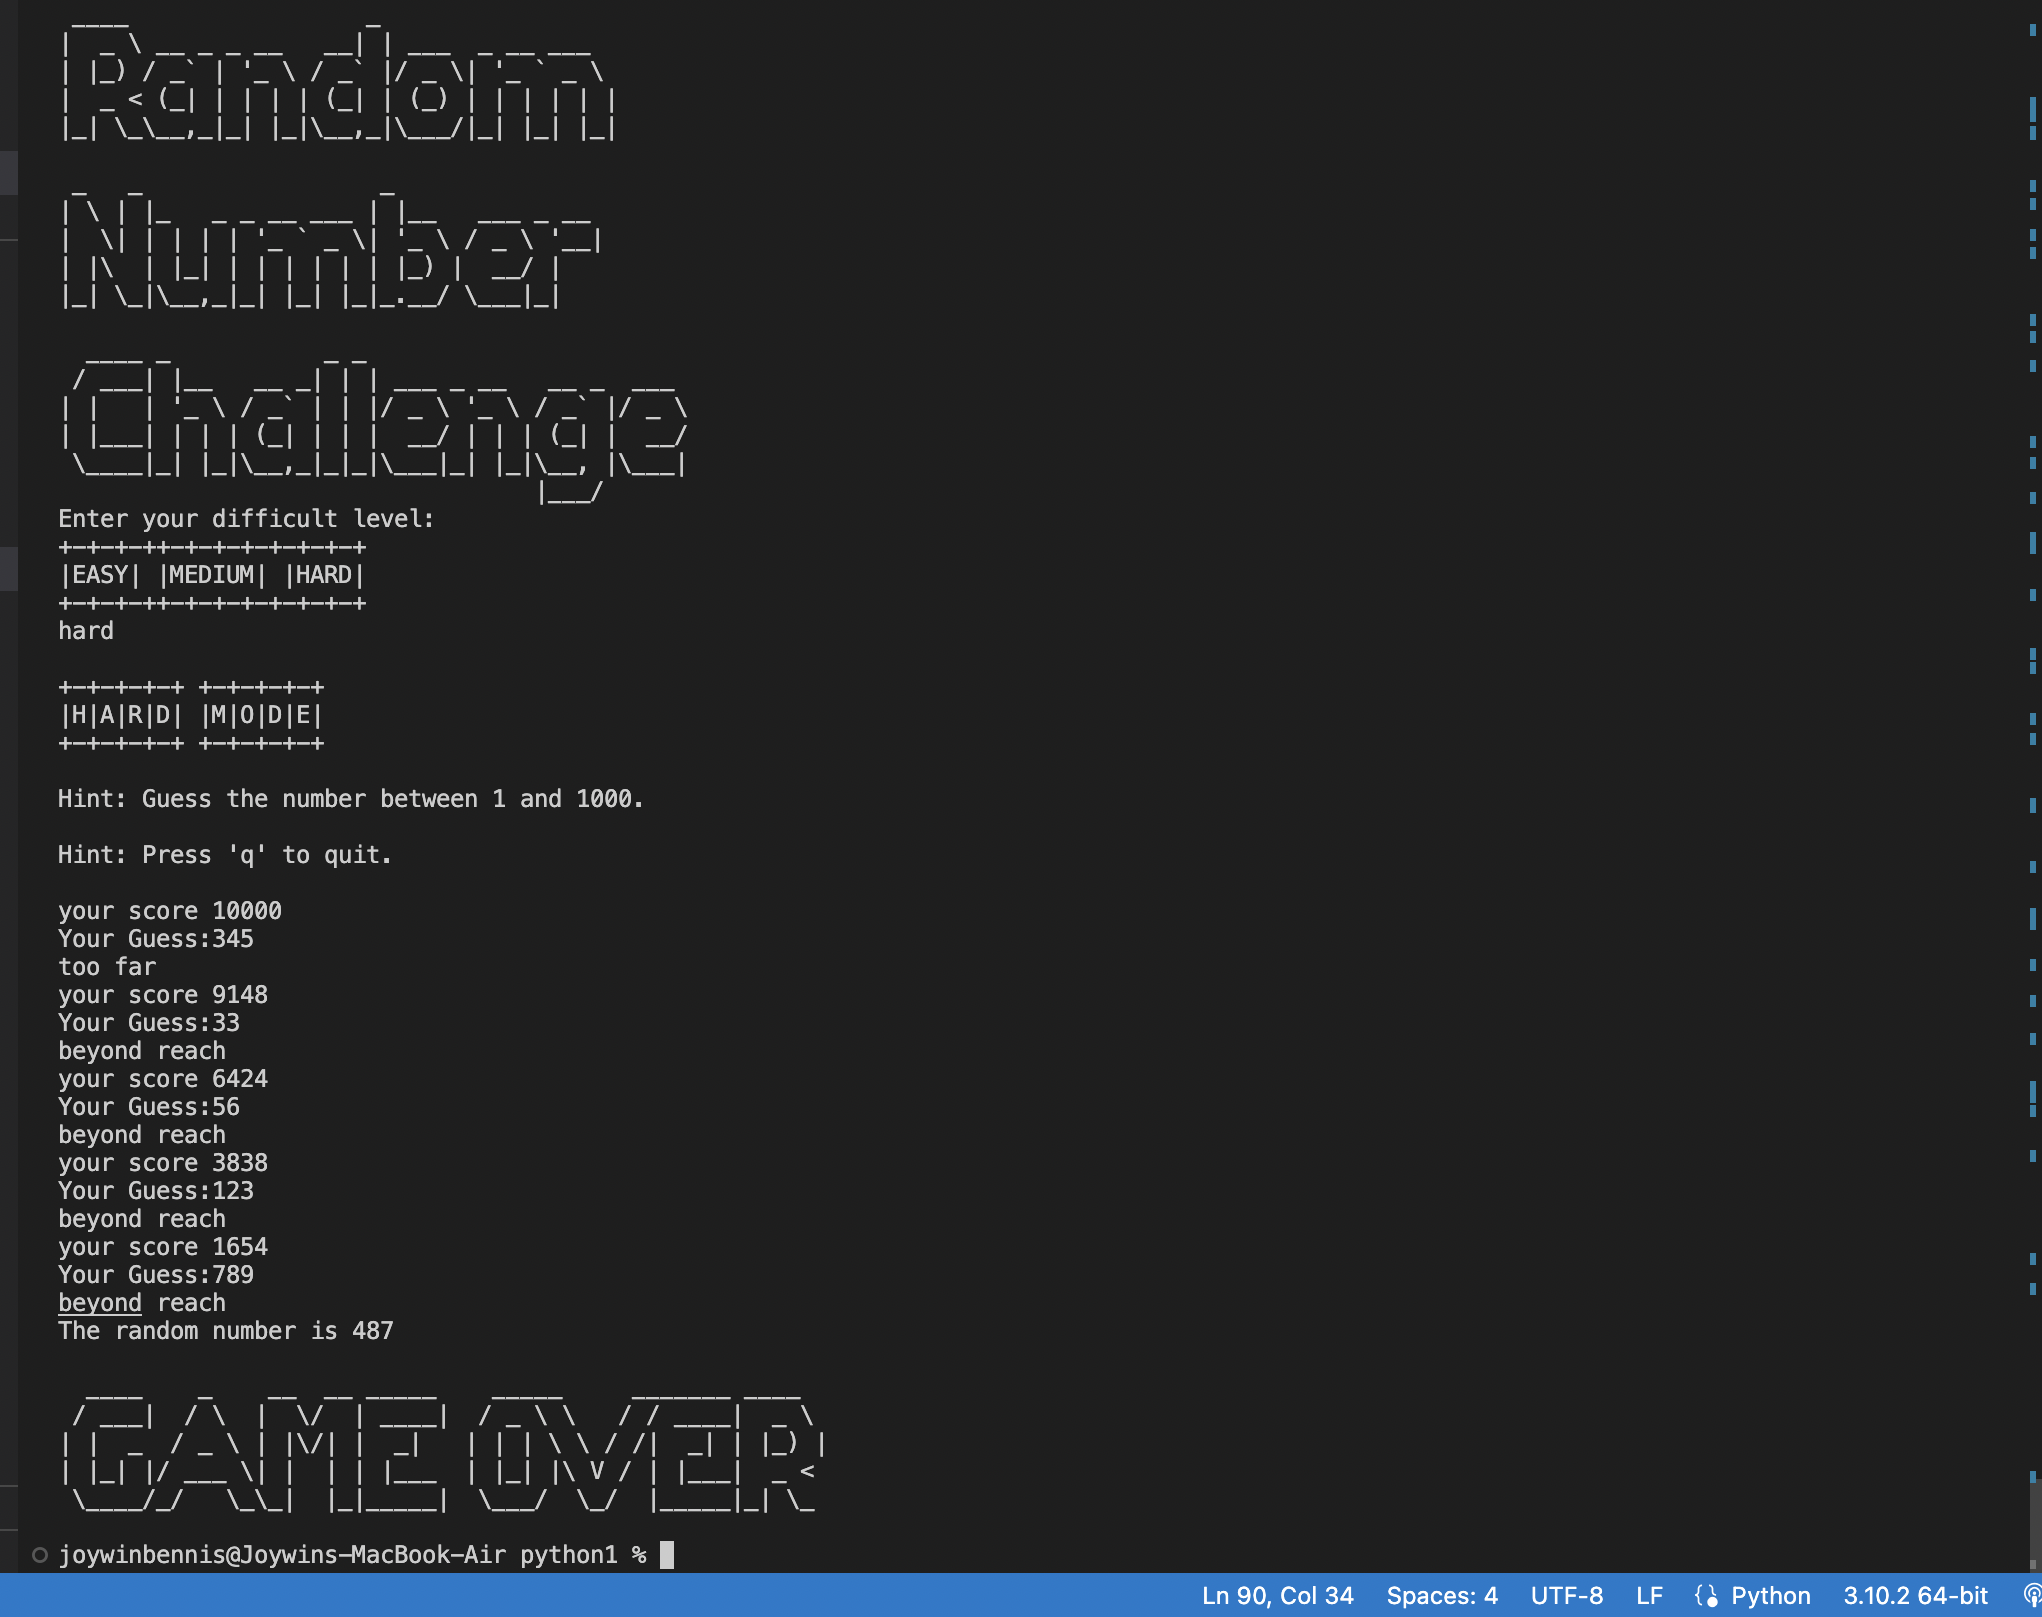 Random
Number
Challenge
Enter your difficult level:
+-+-+-++-+-+-+-+-+-+-+
|EASY| |MEDIUM| |HARD|
+-+-+-++-+-+-+-+-+-+-+
hard
+-+-+-+-+ +-+-+-+-+
|H|A|R|D| |M|O|D|E|
+-+-+-+-+ +-+-+-+-+
Hint: Guess the number between 1 and 1000.
Hint: Press 'q' to quit.
your score 10000
Your Guess:345
too far
your score 9148
Your Guess:33
beyond reach
your score 6424
Your Guess:56
beyond reach
your score 3838
Your Guess:123
beyond reach
your score 1654
Your Guess:789
beyond reach
The random number is 487
GAME OVER
joywinbennis@Joywins-MacBook-Air python1 %
Ln 90, Col 34 Spaces: 4 UTF-8 LF {} Python 3.10.2 64-bit